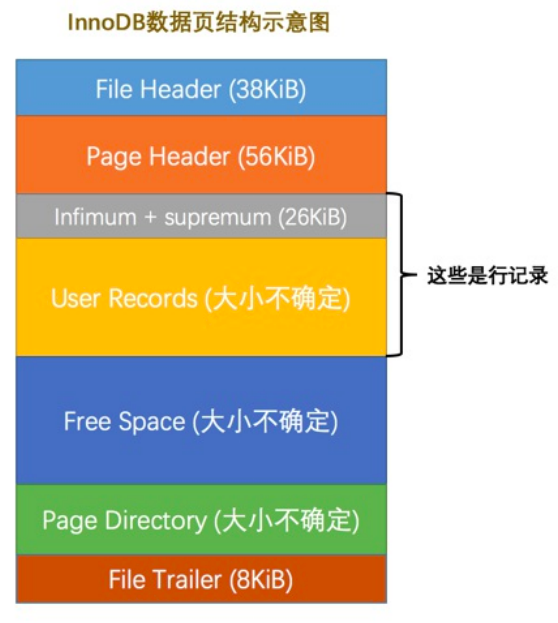 InnoDB数据页结构示意图
File Header (38KiB)
Page Header (56KiB)
Infimum + supremum (26KiB)
这些是行记录
User Records (大小不确定)
Free Space (大小不确定)
Page Directory (大小不确定)
File Trailer (8KiB)